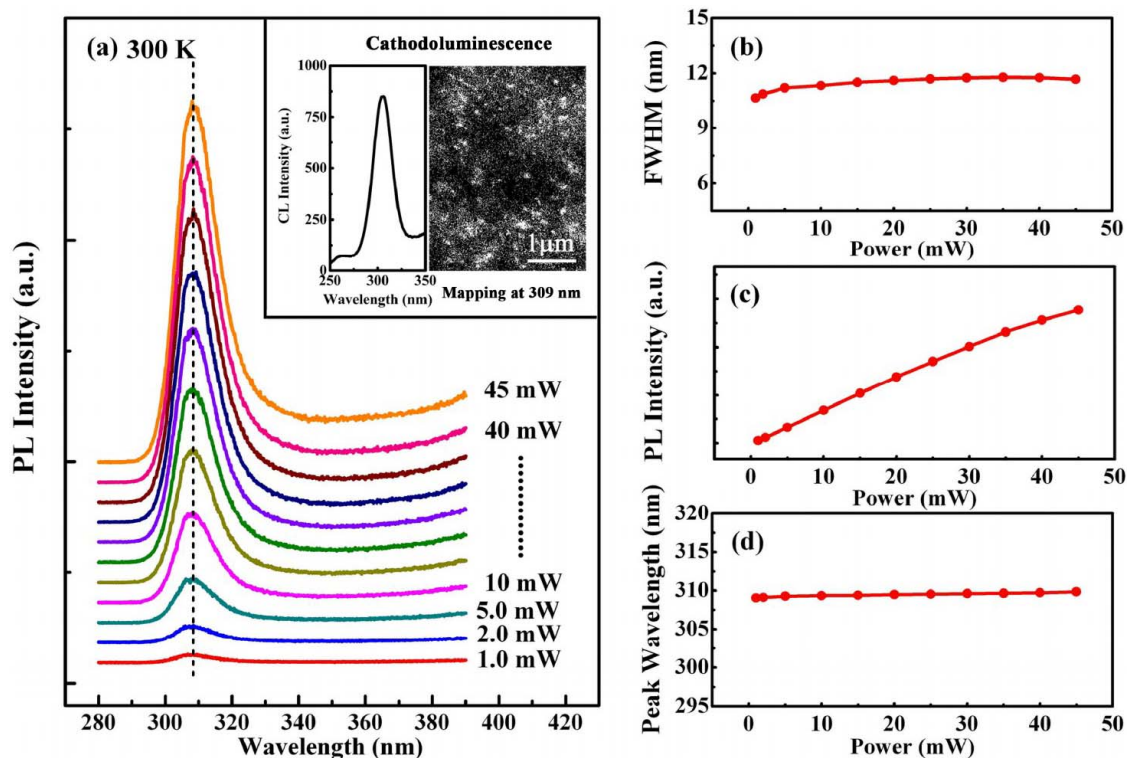 (a) 300 K
Cathodoluminescence
CL Intensity (a.u.)
1000
750
500
250
0
250 300 350
Wavelength (nm)
1μm
Mapping at 309 nm
PL Intensity (a.u.)
45 mW
40 mW
10 mW
5.0 mW
2.0 mW
1.0 mW
280 300 320 340 360 380 400 420
Wavelength (nm)
(b)
FWHM (nm)
15
12
9
6
0 10 20 30 40 50
Power (mW)
(c)
PL Intensity (a.u.)
0 10 20 30 40 50
Power (mW)
(d)
Peak Wavelength (nm)
320
315
310
305
300
295
0 10 20 30 40 50
Power (mW)